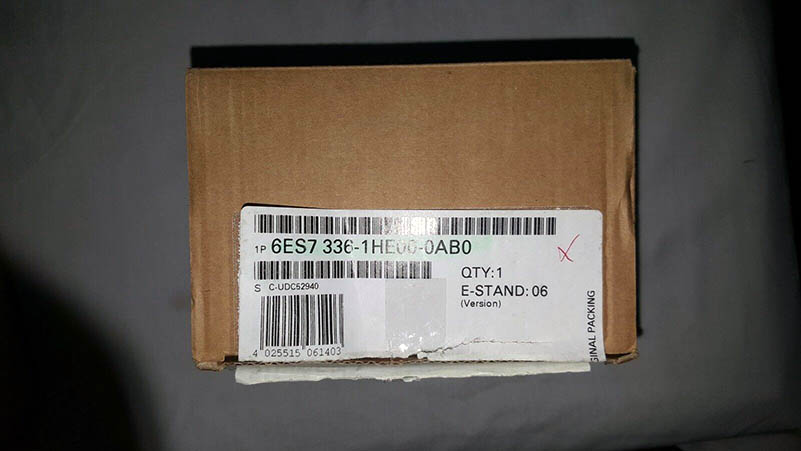 1P 6ES7 336-1HE00-0AB0
QTY:1
S C-UDC52940
E-STAND: 06
(Version)
4 025515 061403
GINAL PACKING